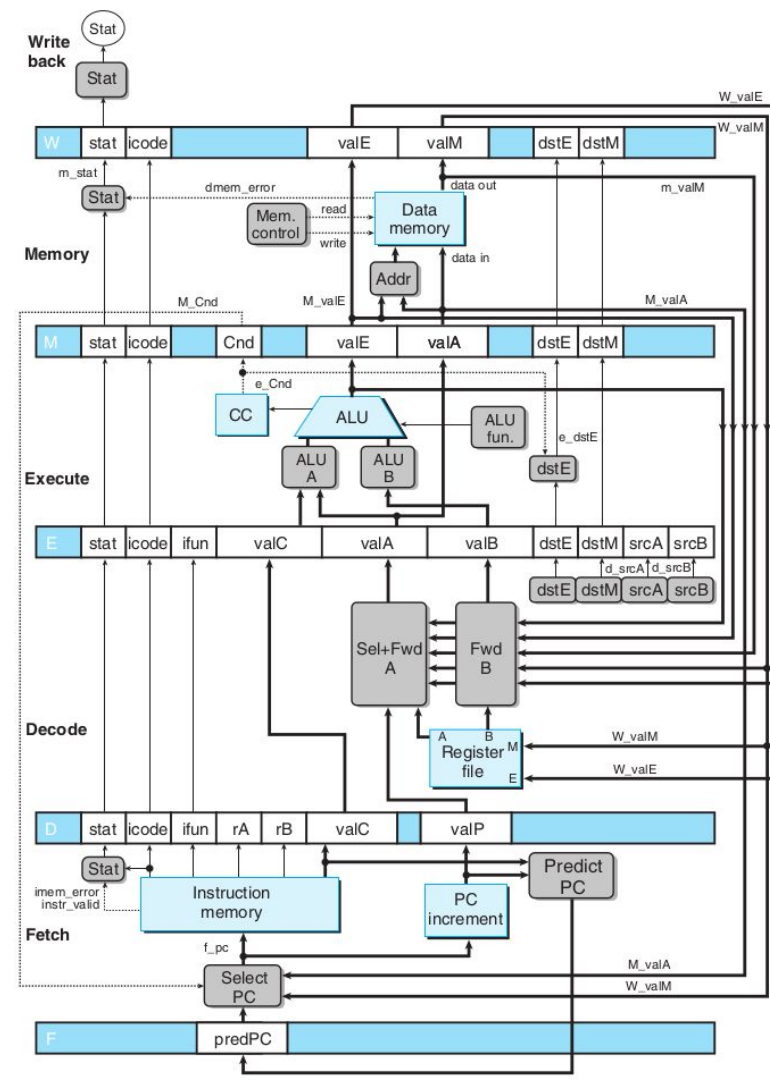 Write
back
Stat
Stat
W_valE
W_valM
W
stat
icode
valE
valM
dstE
dstM
m_stat
Stat
dmem_error
data out
m_valM
Mem.
control
read
write
Data
memory
data in
Memory
Addr
M_Cnd
M_valE
M_valA
M
stat
icode
Cnd
valE
valA
dstE
dstM
e_Cnd
CC
ALU
ALU
fun.
e_dstE
ALU
A
ALU
B
dstE
Execute
E
stat
icode
ifun
valC
valA
valB
dstE
dstM
srcA
srcB
d_srcA
d_srcB
dstE
dstM
srcA
srcB
Sel+Fwd
A
Fwd
B
Decode
A
B
M
E
Register
file
W_valM
W_valE
D
stat
icode
ifun
rA
rB
valC
valP
Stat
imem_error
instr_valid
Instruction
memory
PC
increment
Predict
PC
Fetch
f_pc
Select
PC
M_valA
W_valM
F
predPC